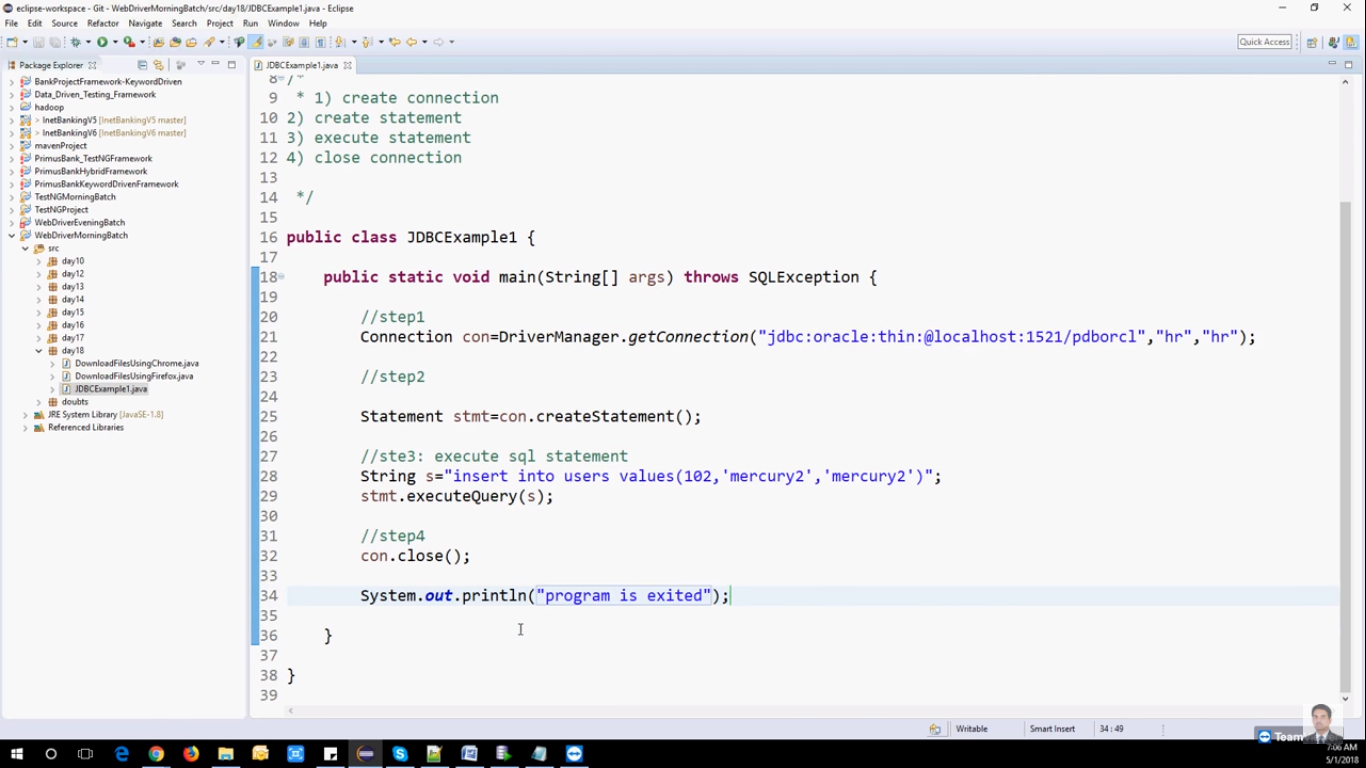 eclipse-workspace - Git - WebDriverMorningBatch/src/day18/JDBCExample1.java - Eclipse
File Edit Source Refactor Navigate Search Project Run Window Help
Quick Access
Package Explorer
JDBCExample1.java
BankProjectFramework-KeywordDriven
Data_Driven_Testing_Framework
hadoop
> InetBankingV5 [InetBankingV5 master]
> InetBankingV6 [InetBankingV6 master]
mavenProject
PrimusBank_TestNGFramework
PrimusBankHybridFramework
PrimusBankKeywordDrivenFramework
TestNGMorningBatch
TestNGProject
WebDriverEveningBatch
WebDriverMorningBatch
src
day10
day12
day13
day14
day15
day16
day17
day18
DownloadFilesUsingChrome.java
DownloadFilesUsingFirefox.java
JDBCExample1.java
doubts
JRE System Library [JavaSE-1.8]
Referenced Libraries
8 /*
9 * 1) create connection
10 2) create statement
11 3) execute statement
12 4) close connection
13
14 */
15
16 public class JDBCExample1 {
17
18 public static void main(String[] args) throws SQLException {
19
20 //step1
21 Connection con=DriverManager.getConnection("jdbc:oracle:thin:@localhost:1521/pdborcl","hr","hr");
22
23 //step2
24
25 Statement stmt=con.createStatement();
26
27 //ste3: execute sql statement
28 String s="insert into users values(102,'mercury2','mercury2')";
29 stmt.executeQuery(s);
30
31 //step4
32 con.close();
33
34 System.out.println("program is exited");
35
36 }
37
38 }
39
Writable Smart Insert 34 : 49
7:06 AM
5/1/2018